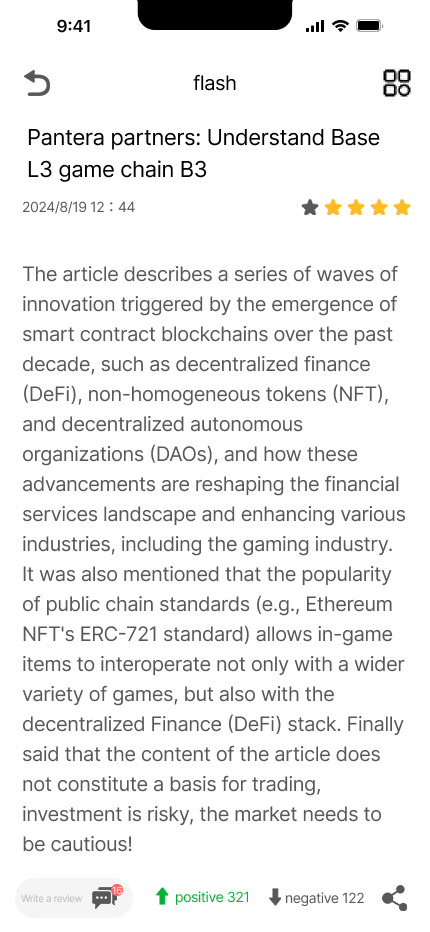 9:41
flash
Pantera partners: Understand Base
L3 game chain B3
2024/8/19 12：44
The article describes a series of waves of
innovation triggered by the emergence of
smart contract blockchains over the past
decade, such as decentralized finance
(DeFi), non-homogeneous tokens (NFT),
and decentralized autonomous
organizations (DAOs), and how these
advancements are reshaping the financial
services landscape and enhancing various
industries, including the gaming industry.
It was also mentioned that the popularity
of public chain standards (e.g., Ethereum
NFT's ERC-721 standard) allows in-game
items to interoperate not only with a wider
variety of games, but also with the
decentralized Finance (DeFi) stack. Finally
said that the content of the article does
not constitute a basis for trading,
investment is risky, the market needs to
be cautious!
Write a review 16 positive 321 negative 122